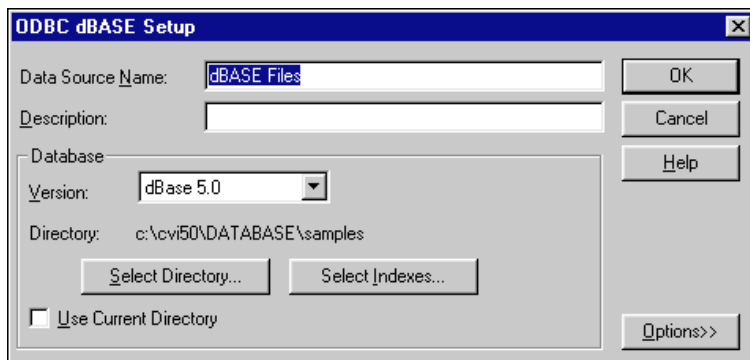 ODBC dBASE Setup
Data Source Name: dBASE Files OK
Description: Cancel
Database Help
Version: dBase 5.0
Directory: c:\cvi50\DATABASE\samples
Select Directory... Select Indexes...
Use Current Directory
Options>>